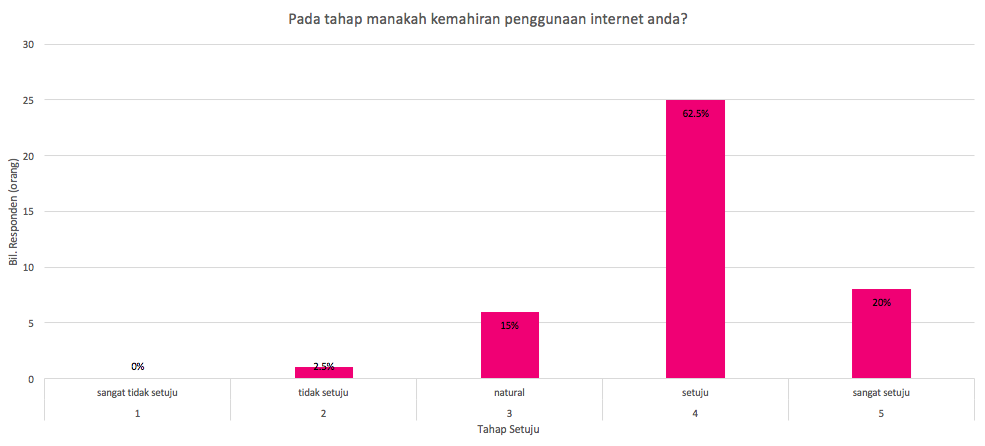 Pada tahap manakah kemahiran penggunaan internet anda?
Bil. Responden (orang)
30
25
20
15
10
5
0
0%
2.5%
15%
62.5%
20%
sangat tidak setuju
tidak setuju
natural
setuju
sangat setuju
1
2
3
4
5
Tahap Setuju